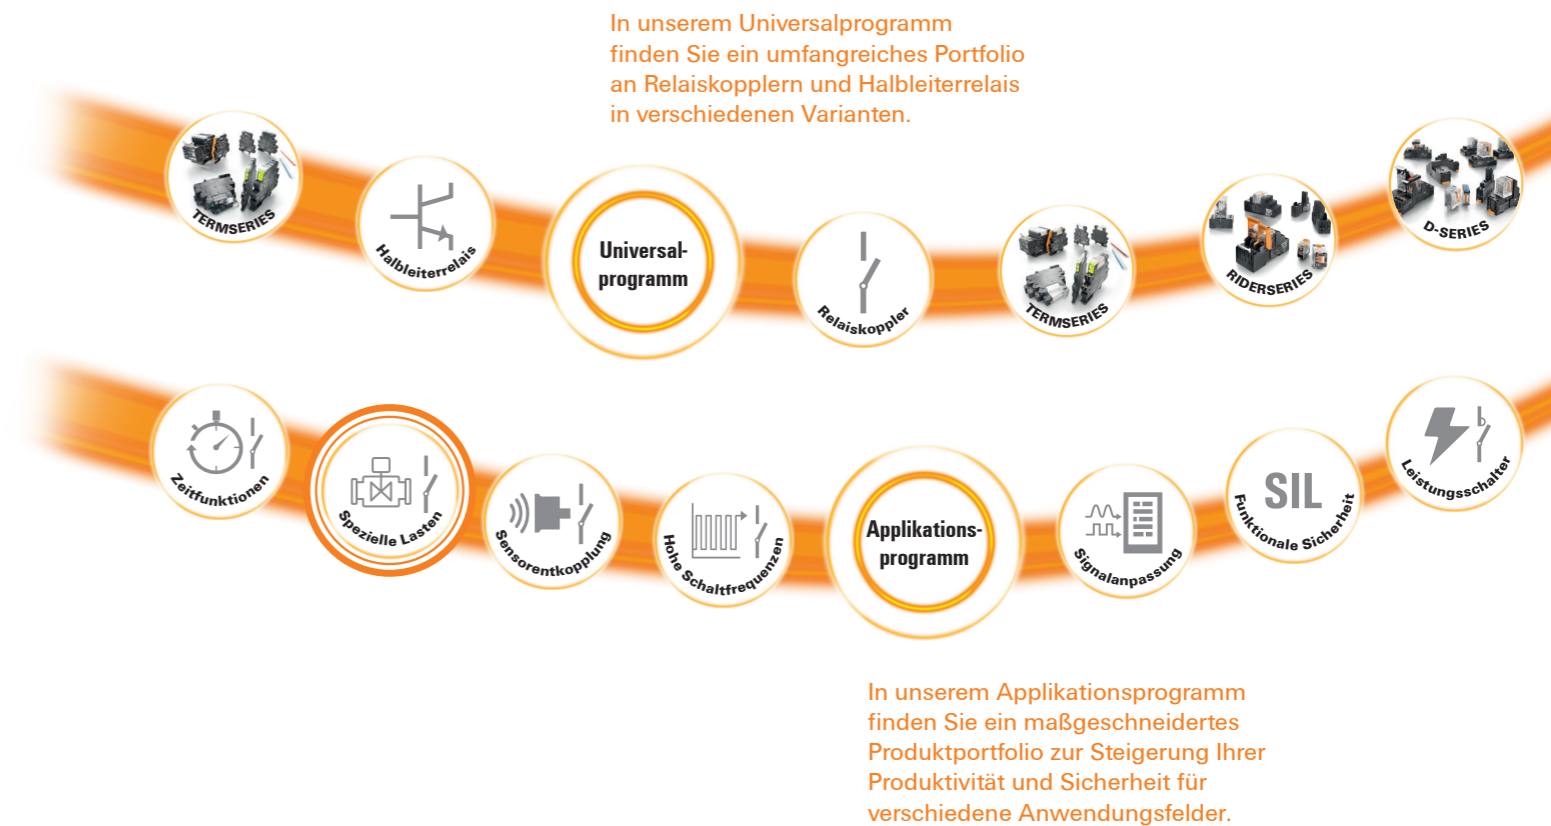 In unserem Universalprogramm
finden Sie ein umfangreiches Portfolio
an Relaiskopplern und Halbleiterrelais
in verschiedenen Varianten.
TERMSERIES
Halbleiterrelais
Universal-
programm
Relaiskoppler
TERMSERIES
RIDERSERIES
D-SERIES
Zeitfunktionen
Spezielle Lasten
Sensorentkopplung
Hohe Schaltfrequenzen
Applikations-
programm
Signalanpassung
SIL
Funktionale Sicherheit
Leistungsschalter
In unserem Applikationsprogramm
finden Sie ein maßgeschneidertes
Produktportfolio zur Steigerung Ihrer
Produktivität und Sicherheit für
verschiedene Anwendungsfelder.